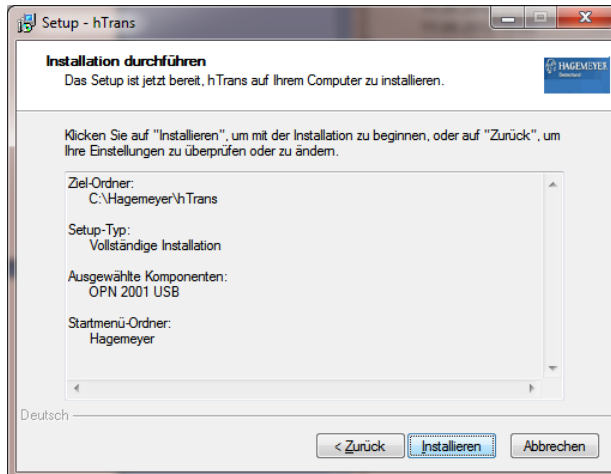 Setup - hTrans
Installation durchführen
Das Setup ist jetzt bereit, hTrans auf Ihrem Computer zu installieren.
HAGEMEYER
Deutschland
Klicken Sie auf "Installieren", um mit der Installation zu beginnen, oder auf "Zurück", um
Ihre Einstellungen zu überprüfen oder zu ändern.
Ziel-Ordner:
C:\Hagemeyer\hTrans
Setup-Typ:
Vollständige Installation
Ausgewählte Komponenten:
OPN 2001 USB
Startmenü-Ordner:
Hagemeyer
Deutsch
< Zurück
Installieren
Abbrechen